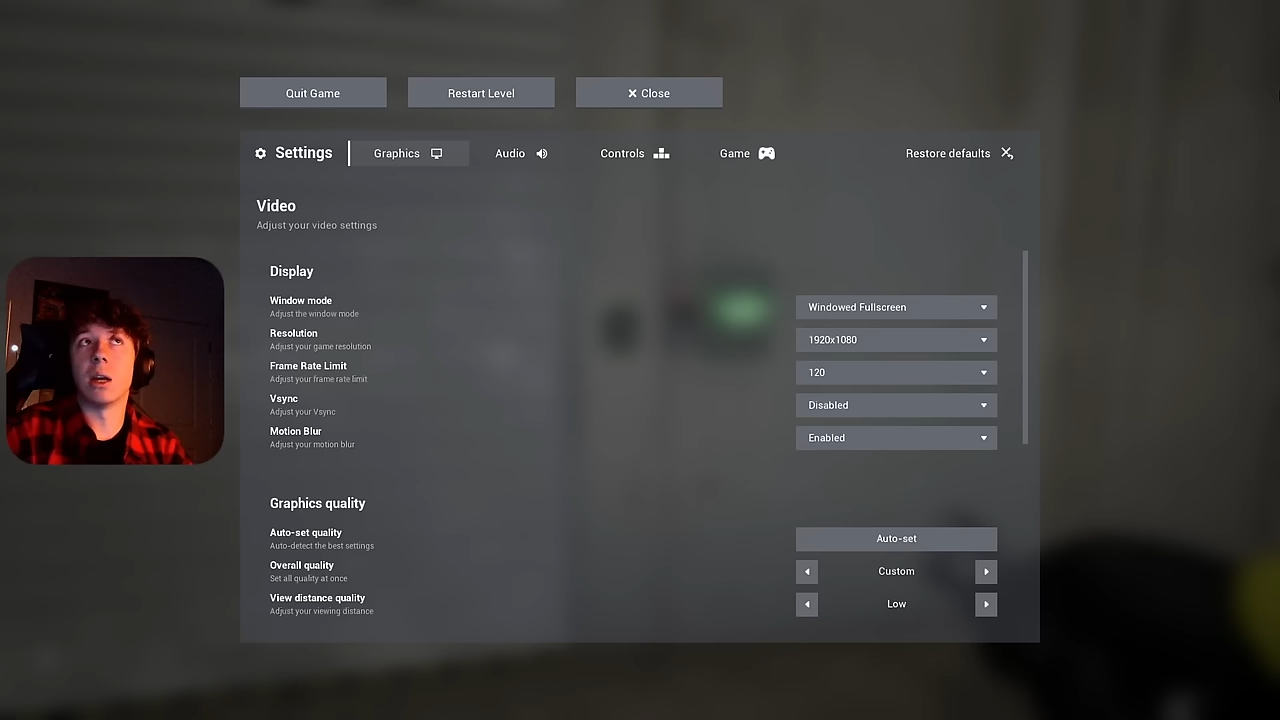 Quit Game
Restart Level
Close
Settings
Graphics
Audio
Controls
Game
Restore defaults
Video
Adjust your video settings
Display
Window mode
Adjust the window mode
Windowed Fullscreen
Resolution
Adjust your game resolution
1920x1080
Frame Rate Limit
Adjust your frame rate limit
120
Vsync
Adjust your Vsync
Disabled
Motion Blur
Adjust your motion blur
Enabled
Graphics quality
Auto-set quality
Auto-detect the best settings
Auto-set
Overall quality
Set all quality at once
Custom
View distance quality
Adjust your viewing distance
Low